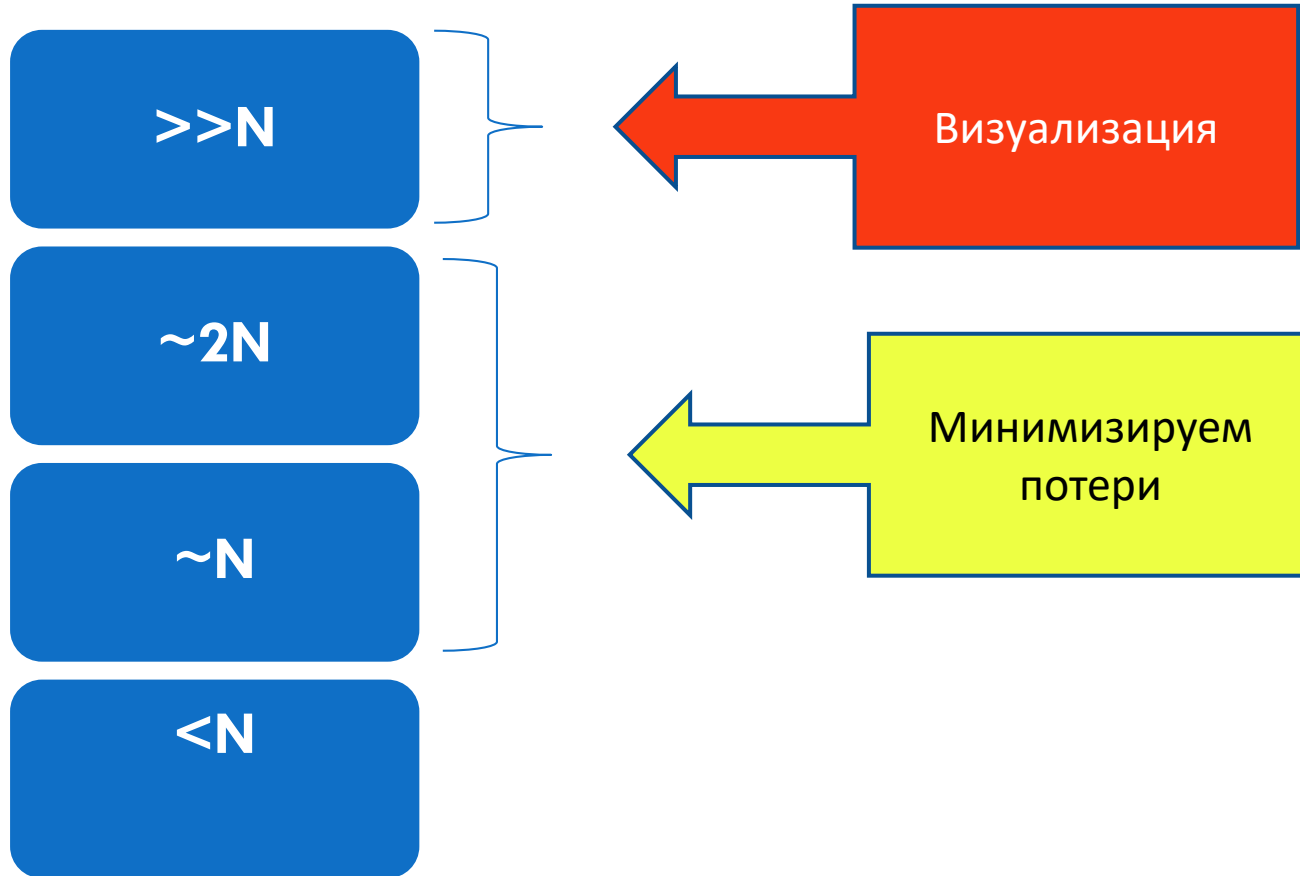 >>N
Визуализация
~2N
Минимизируем
потери
~N
<N